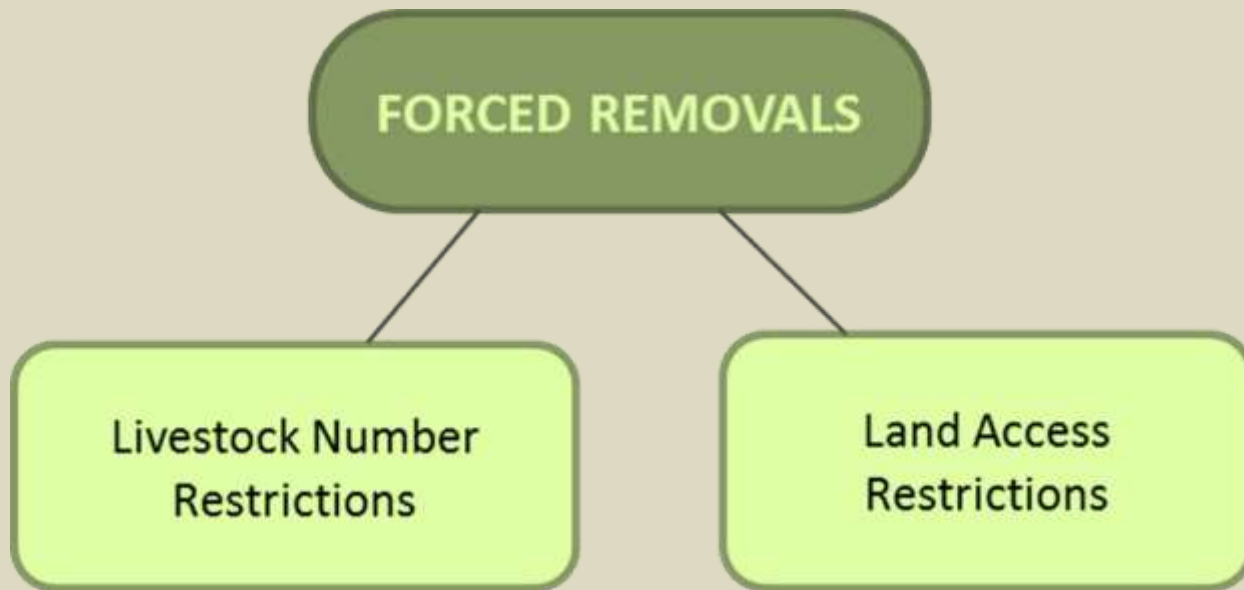 FORCED REMOVALS
Livestock Number
Restrictions
Land Access
Restrictions